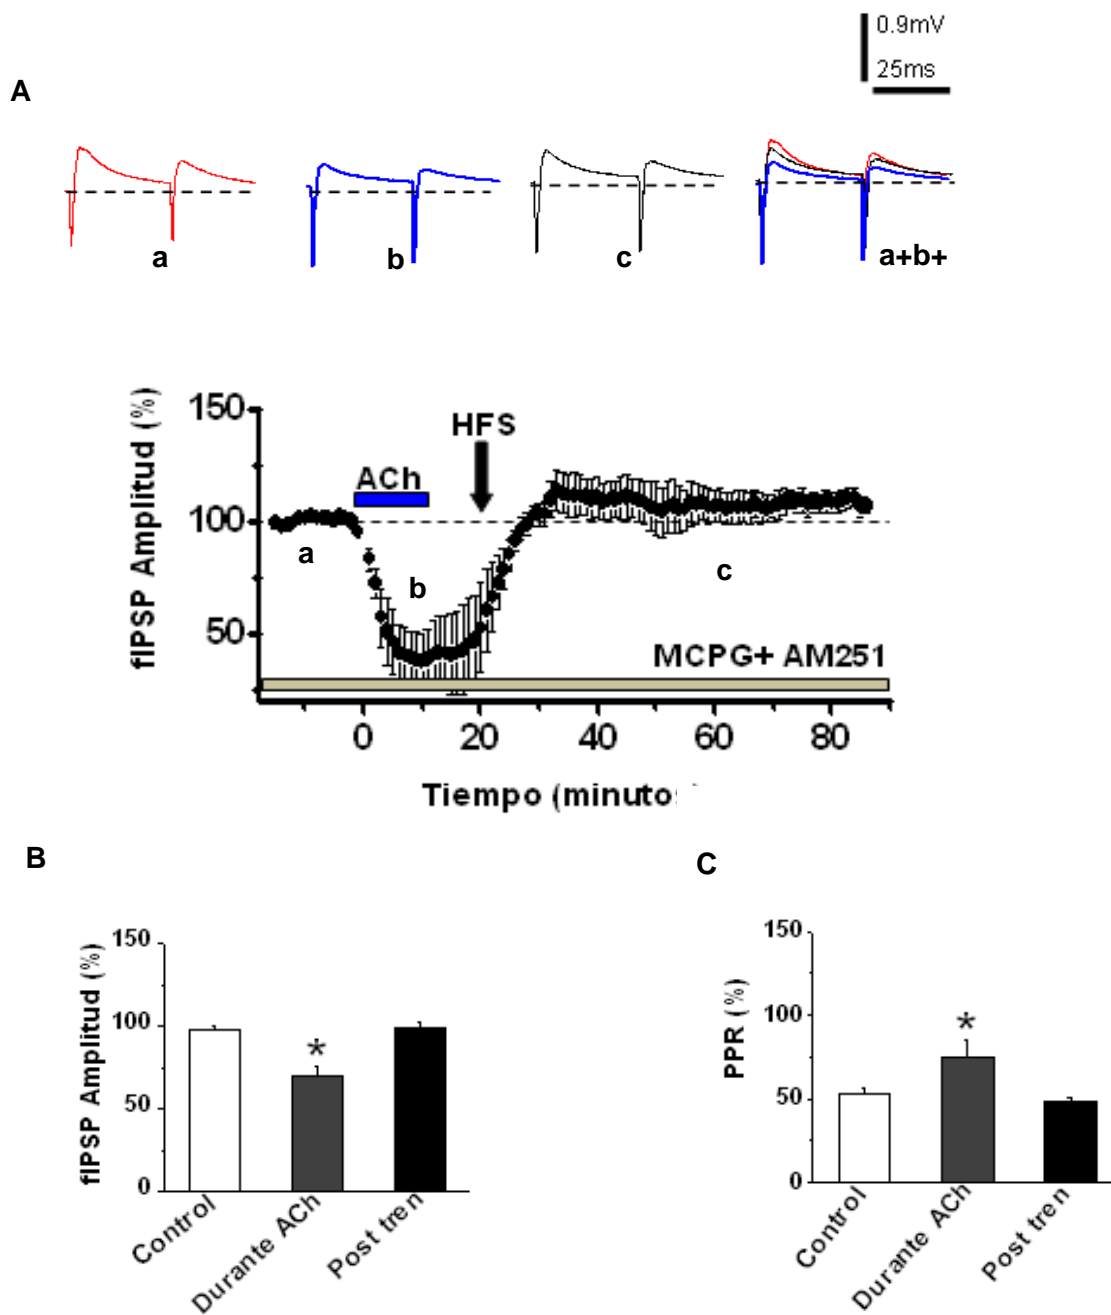 0.9mV
25ms
A
a
b
c
a+b+
fIPSP Amplitud (%)
150
100
50
HFS
ACh
a
b
c
MCPG+ AM251
0
20
40
60
80
Tiempo (minuto
B
fIPSP Amplitud (%)
150
100
50
0
*
Control
Durante ACh
Post tren
C
PPR (%)
150
100
50
0
*
Control
Durante ACh
Post tren